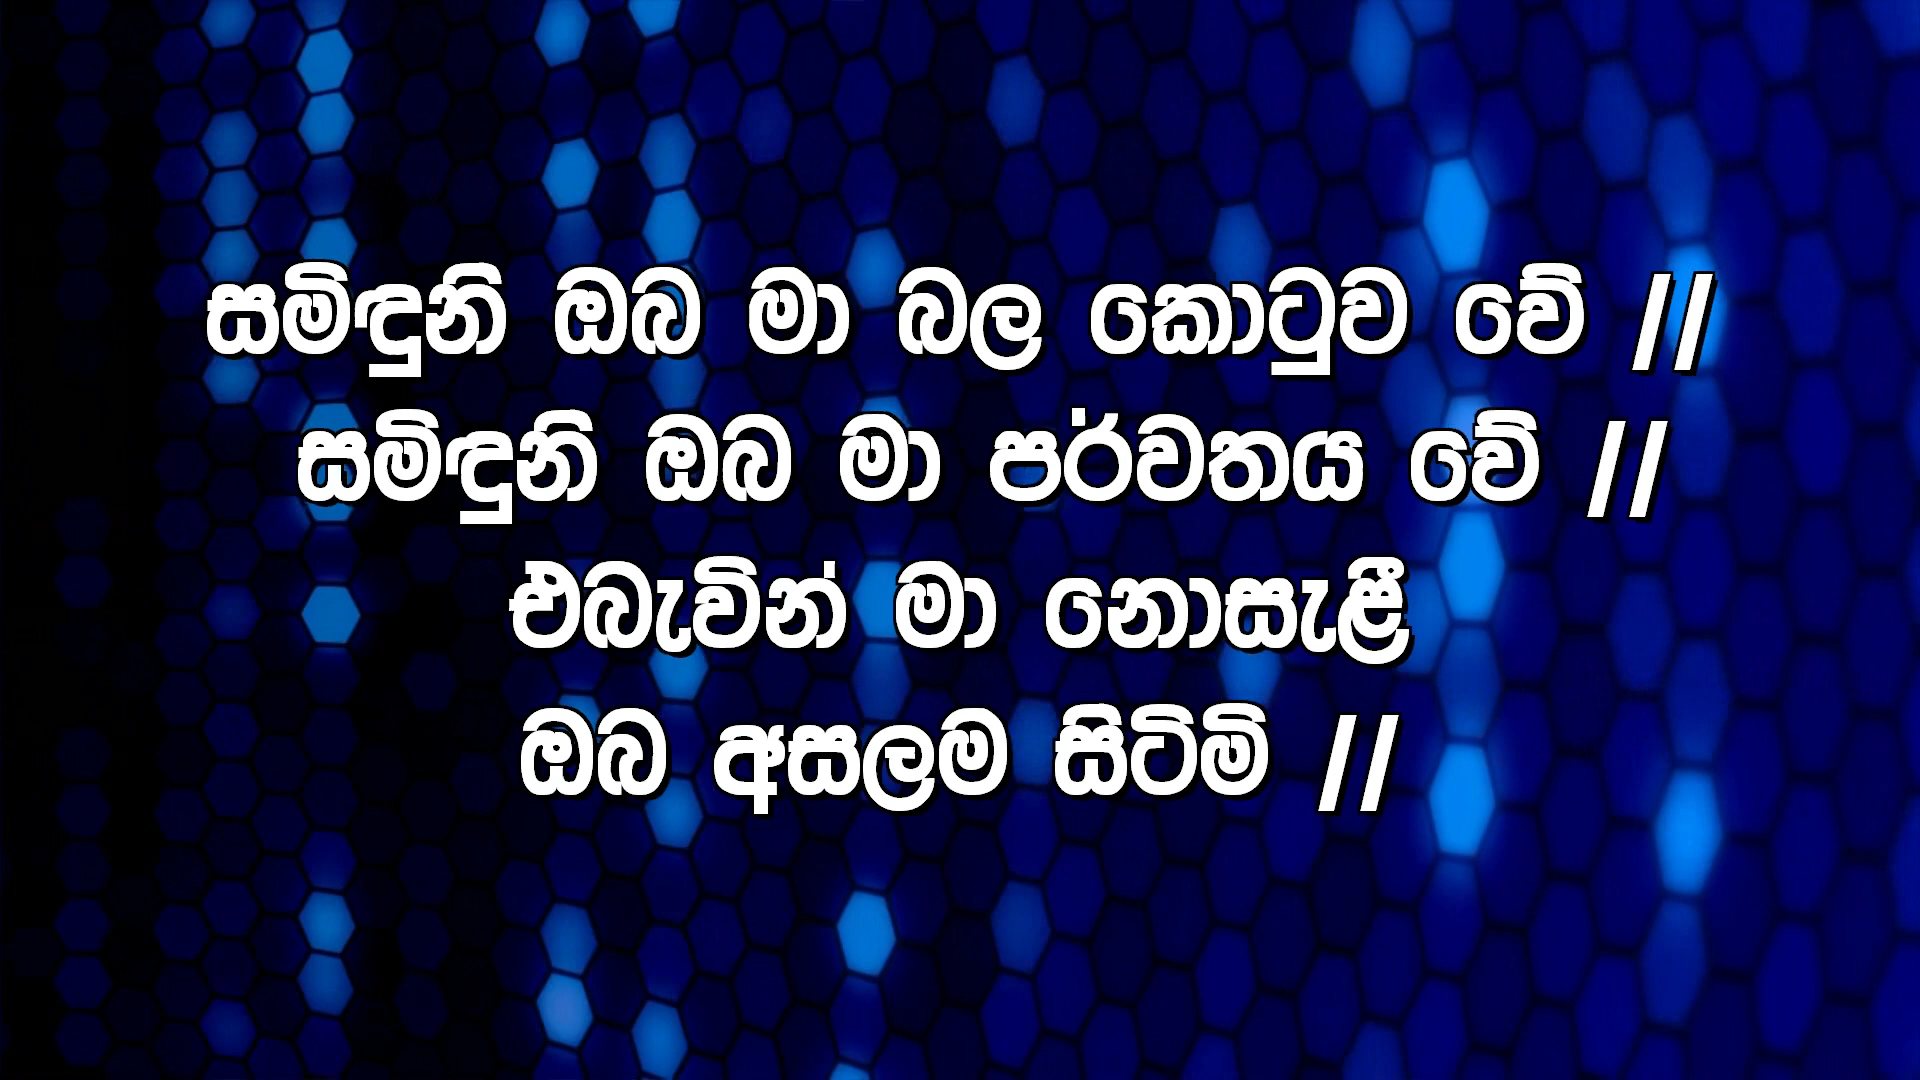 සමිඳුනි ඔබ මා බල කොටුව වේ //
සමිඳුනි ඔබ මා පර්වතය වේ //
එබැවින් මා නොසැළී
ඔබ අසලම සිටිමි //